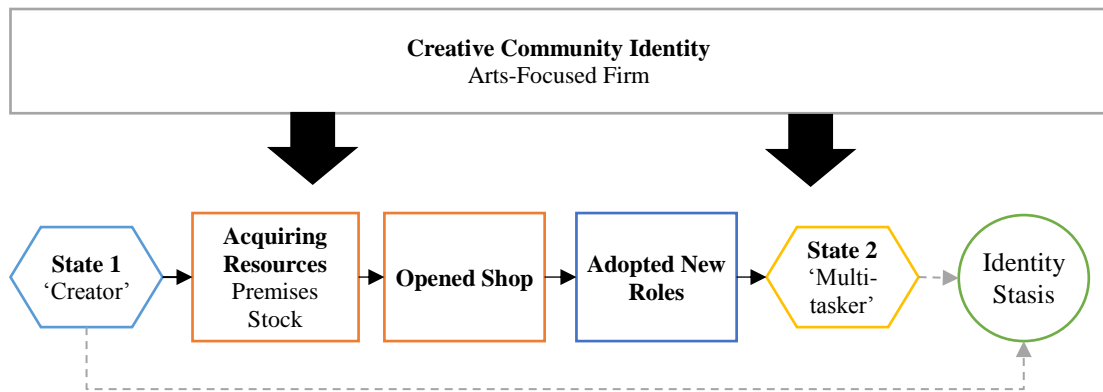 Creative Community Identity
Arts-Focused Firm
State 1
‘Creator’
Acquiring
Resources
Premises
Stock
Opened Shop
Adopted New
Roles
State 2
‘Multi-
tasker’
Identity
Stasis